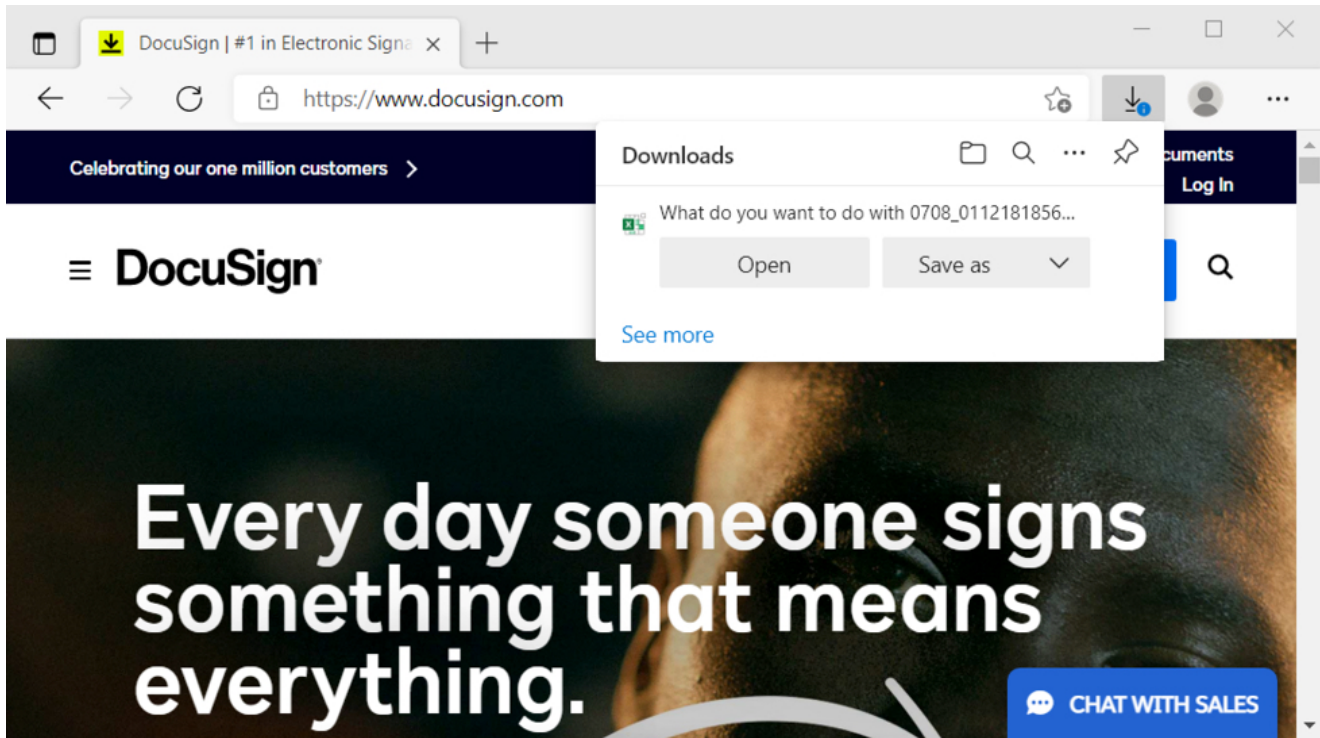 DocuSign | #1 in Electronic Signa
https://www.docusign.com
Celebrating our one million customers
Downloads
cuments
Log In
What do you want to do with 0708_0112181856...
Open
Save as
DocuSign
See more
Every day someone signs
something that means
everything.
CHAT WITH SALES